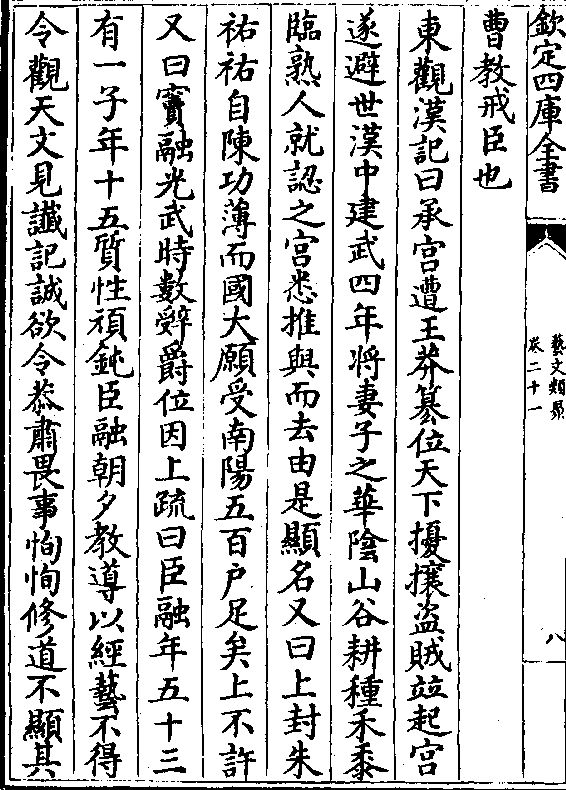 欽定四庫全書
藝文類聚
卷二十一
八
曹教戒臣也
東觀漢記曰承宮遭王莽篡位天下擾攘盜賊竝起宮
遂避世漢中建武四年將妻子之華陰山谷耕種禾黍
臨熟人就認之宮悉推與而去由是顯名又曰上封朱
祐祐自陳功薄而國大願受南陽五百戶足矣上不許
又曰竇融光武時數辭爵位因上疏曰臣融年五十三
有一子年十五質性頑鈍臣融朝夕教導以經藝不得
令觀天文見讖記誠欲令恭肅畏事恂恂修道不顯其